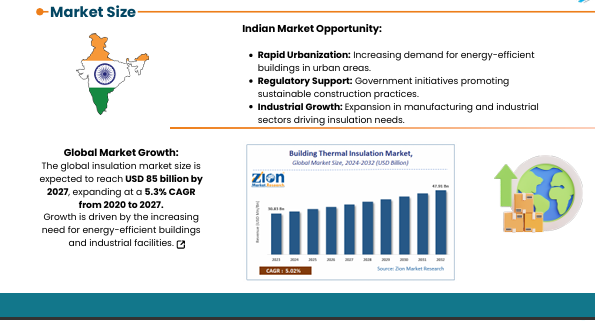 Market Size
Indian Market Opportunity:
• Rapid Urbanization: Increasing demand for energy-efficient
buildings in urban areas.
• Regulatory Support: Government initiatives promoting
sustainable construction practices.
• Industrial Growth: Expansion in manufacturing and industrial
sectors driving insulation needs.
Global Market Growth:
The global insulation market size is
expected to reach USD 85 billion by
2027, expanding at a 5.3% CAGR
from 2020 to 2027.
Growth is driven by the increasing
need for energy-efficient buildings
and industrial facilities.
Building Thermal Insulation Market,
Global Market Size, 2024-2032 (USD Billion)
Zion
Market Research
47.91 Bn
30.83 Bn
2023 2024 2025 2026 2027 2028 2029 2030 2031 2032
CAGR : 5.02%
Source: Zion Market Research